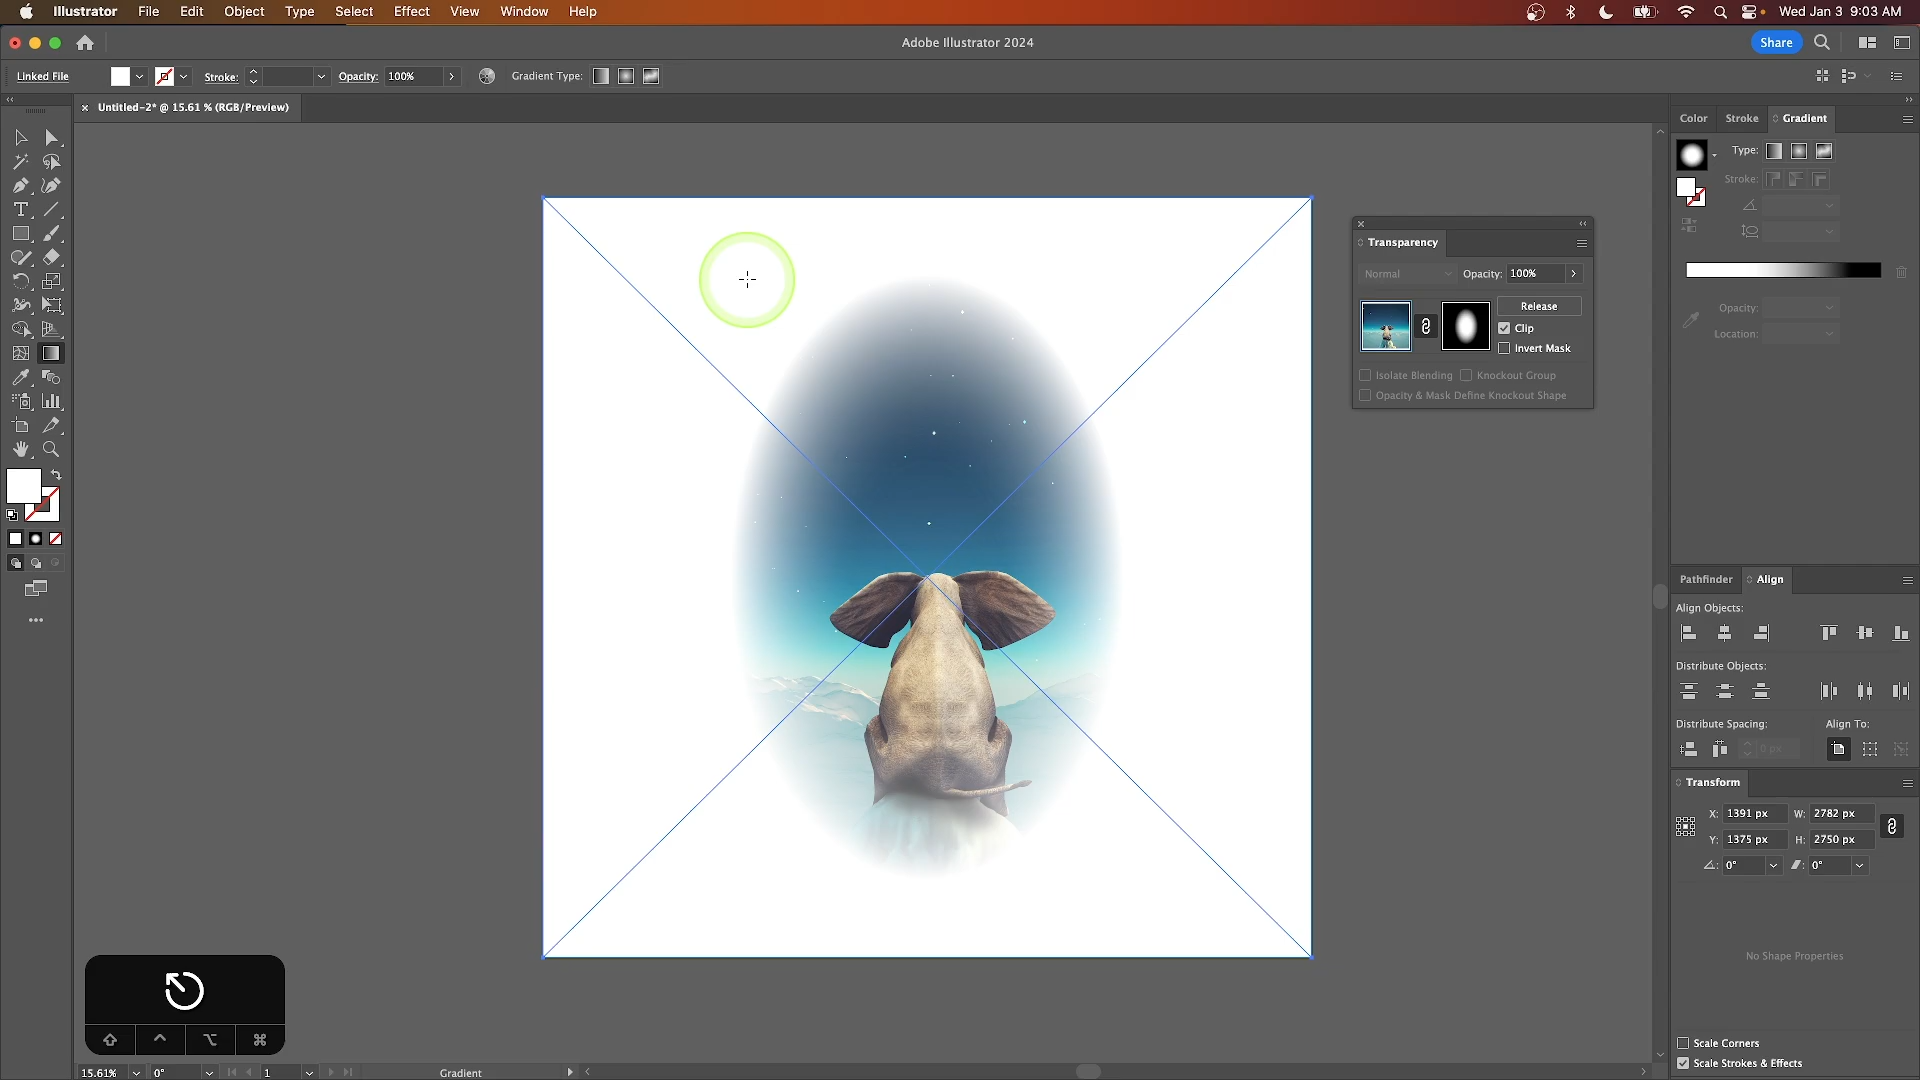 Illustrator File Edit Object Type Select Effect View Window Help Wed Jan 3 9:03 AM
Adobe Illustrator 2024 Share
Linked File Stroke: Opacity: 100% Gradient Type:
Untitled-2* @ 15.61 % (RGB/Preview)
Color Stroke Gradient
Type:
Stroke:
Opacity:
Location:
Transparency
Normal Opacity: 100%
Release
Clip
Invert Mask
Isolate Blending Knockout Group
Opacity & Mask Define Knockout Shape
Pathfinder Align
Align Objects:
Distribute Objects:
Distribute Spacing: Align To:
0 px
Transform
X: 1391 px W: 2782 px
Y: 1375 px H: 2750 px
0° 0°
No Shape Properties
Scale Corners
Scale Strokes & Effects
15.61% 0° 1 Gradient